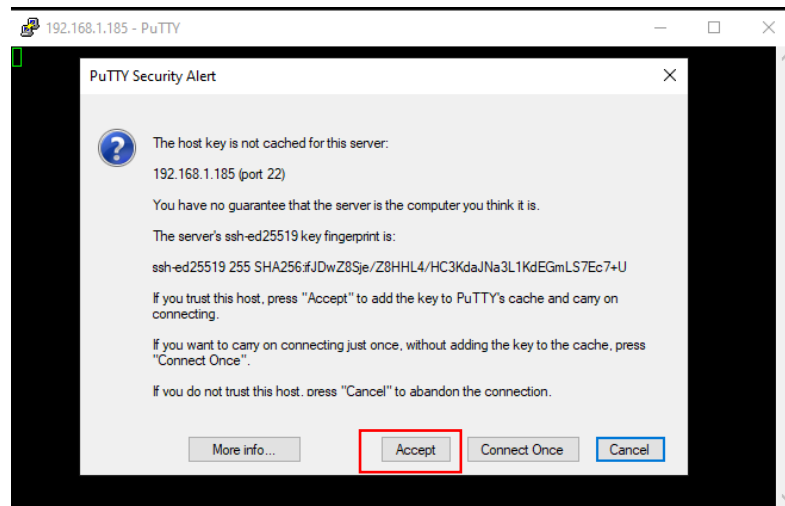 192.168.1.185 - PuTTY
PuTTY Security Alert
The host key is not cached for this server:
192.168.1.185 (port 22)
You have no guarantee that the server is the computer you think it is.
The server's ssh-ed25519 key fingerprint is:
ssh-ed25519 255 SHA256:fJDwZ8Sje/Z8HHL4/HC3KdaJNa3L1KdEGmLS7Ec7+U
If you trust this host, press "Accept" to add the key to PuTTY's cache and carry on
connecting.
If you want to carry on connecting just once, without adding the key to the cache, press
"Connect Once".
If you do not trust this host, press "Cancel" to abandon the connection.
More info...
Accept
Connect Once
Cancel